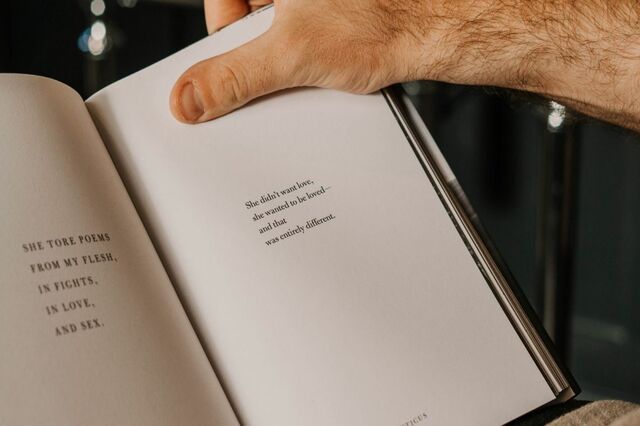 SHE TORE POEMS
FROM MY FLESH,
IN FIGHTS,
IN LOVE,
AND SEX.
She didn't want love,
she wanted to be loved—
and that
was entirely different.